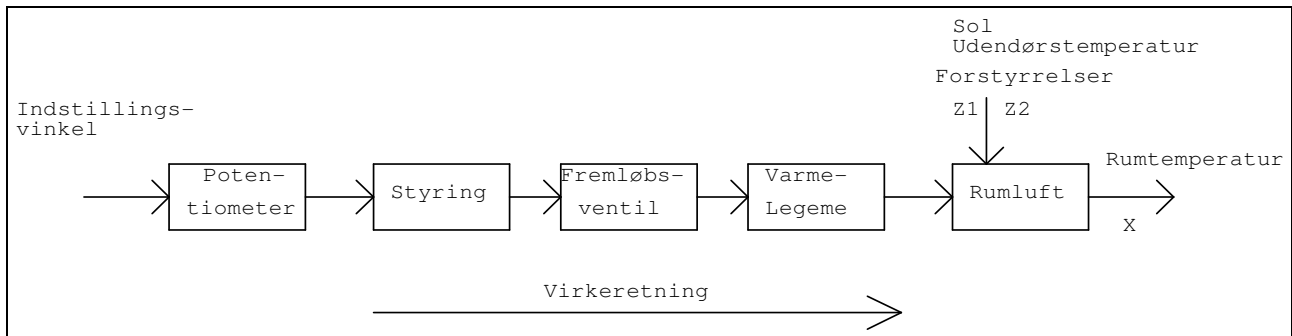 Sol
Udendørstemperatur
Forstyrrelser
Z1 Z2
Indstillings-
vinkel
Poten-
tiometer
Styring
Fremløbs-
ventil
Varme-
Legeme
Rumluft
Rumtemperatur
X
Virkeretning